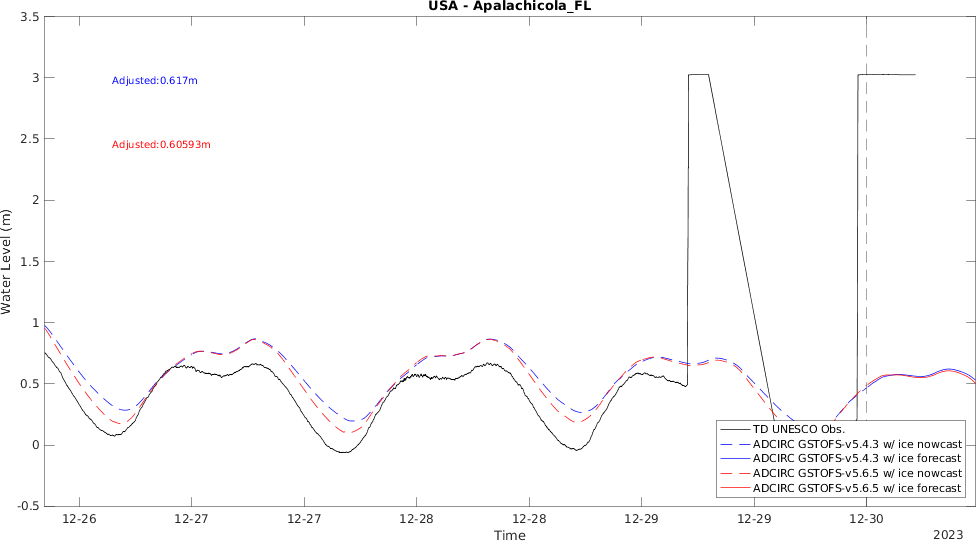 USA - Apalachicola_FL
3.5
3
2.5
2
1.5
1
0.5
0
-0.5
Water Level (m)
Adjusted:0.617m
Adjusted:0.60593m
TD UNESCO Obs.
ADCIRC GSTOFS-v5.4.3 w/ ice nowcast
ADCIRC GSTOFS-v5.4.3 w/ ice forecast
ADCIRC GSTOFS-v5.6.5 w/ ice nowcast
ADCIRC GSTOFS-v5.6.5 w/ ice forecast
12-26 12-27 12-27 12-28 12-28 12-29 12-29 12-30
Time
2023